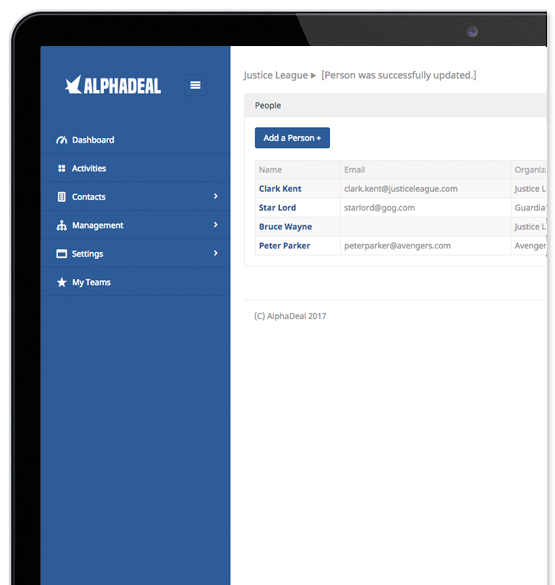 ALPHADEAL
Dashboard
Activities
Contacts
Management
Settings
My Teams
Justice League ▶ [Person was successfully updated.]
People
Add a Person +
Name Email Organiz
Clark Kent clark.kent@justiceleague.com Justice L
Star Lord starlord@gog.com Guardia
Bruce Wayne Justice L
Peter Parker peterparker@avengers.com Avenger
(C) AlphaDeal 2017